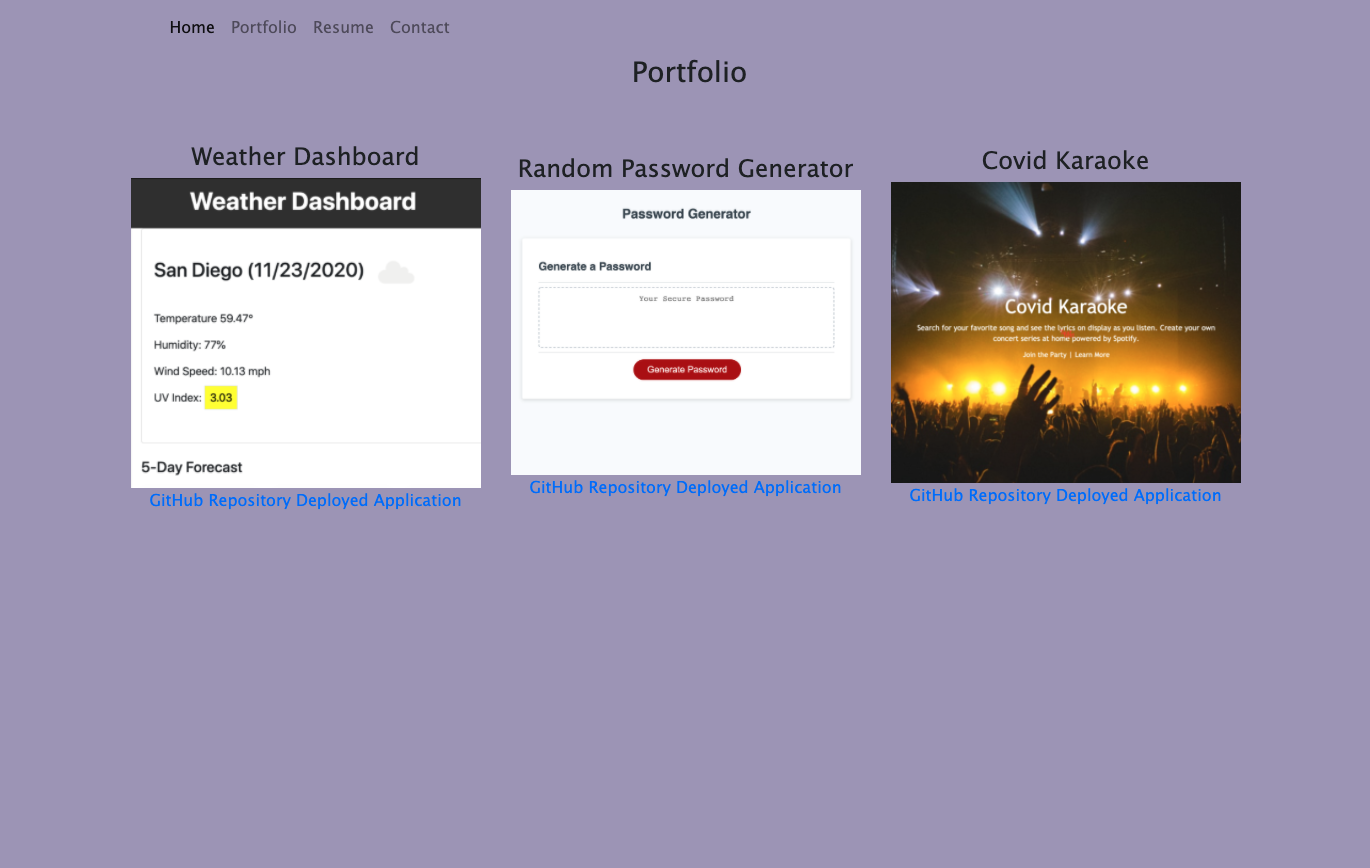 Home Portfolio Resume Contact
Portfolio
Weather Dashboard
Weather Dashboard
San Diego (11/23/2020)
Temperature 59.47°
Humidity: 77%
Wind Speed: 10.13 mph
UV Index: 3.03
5-Day Forecast
GitHub Repository Deployed Application
Random Password Generator
Password Generator
Generate a Password
Your Secure Password
Generate Password
GitHub Repository Deployed Application
Covid Karaoke
Covid Karaoke
Search for your favorite song and see the lyrics on display as you listen. Create your own
concert series at home powered by Spotify.
Join the Party | Learn More
GitHub Repository Deployed Application